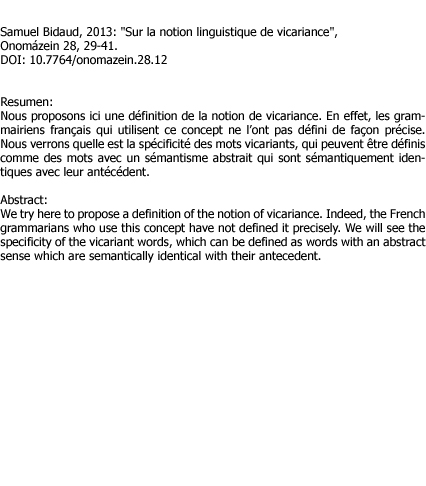 Samuel Bidaud, 2013: "Sur la notion linguistique de vicariance",
Onomázein 28, 29-41.
DOI: 10.7764/onomazein.28.12
Resumen:
Nous proposons ici une définition de la notion de vicariance. En effet, les gram-
mairiens français qui utilisent ce concept ne l'ont pas défini de façon précise.
Nous verrons quelle est la spécificité des mots vicariants, qui peuvent être définis
comme des mots avec un sémantisme abstrait qui sont sémantiquement iden-
tiques avec leur antécédent.
Abstract:
We try here to propose a definition of the notion of vicariance. Indeed, the French
grammarians who use this concept have not defined it precisely. We will see the
specificity of the vicariant words, which can be defined as words with an abstract
sense which are semantically identical with their antecedent.